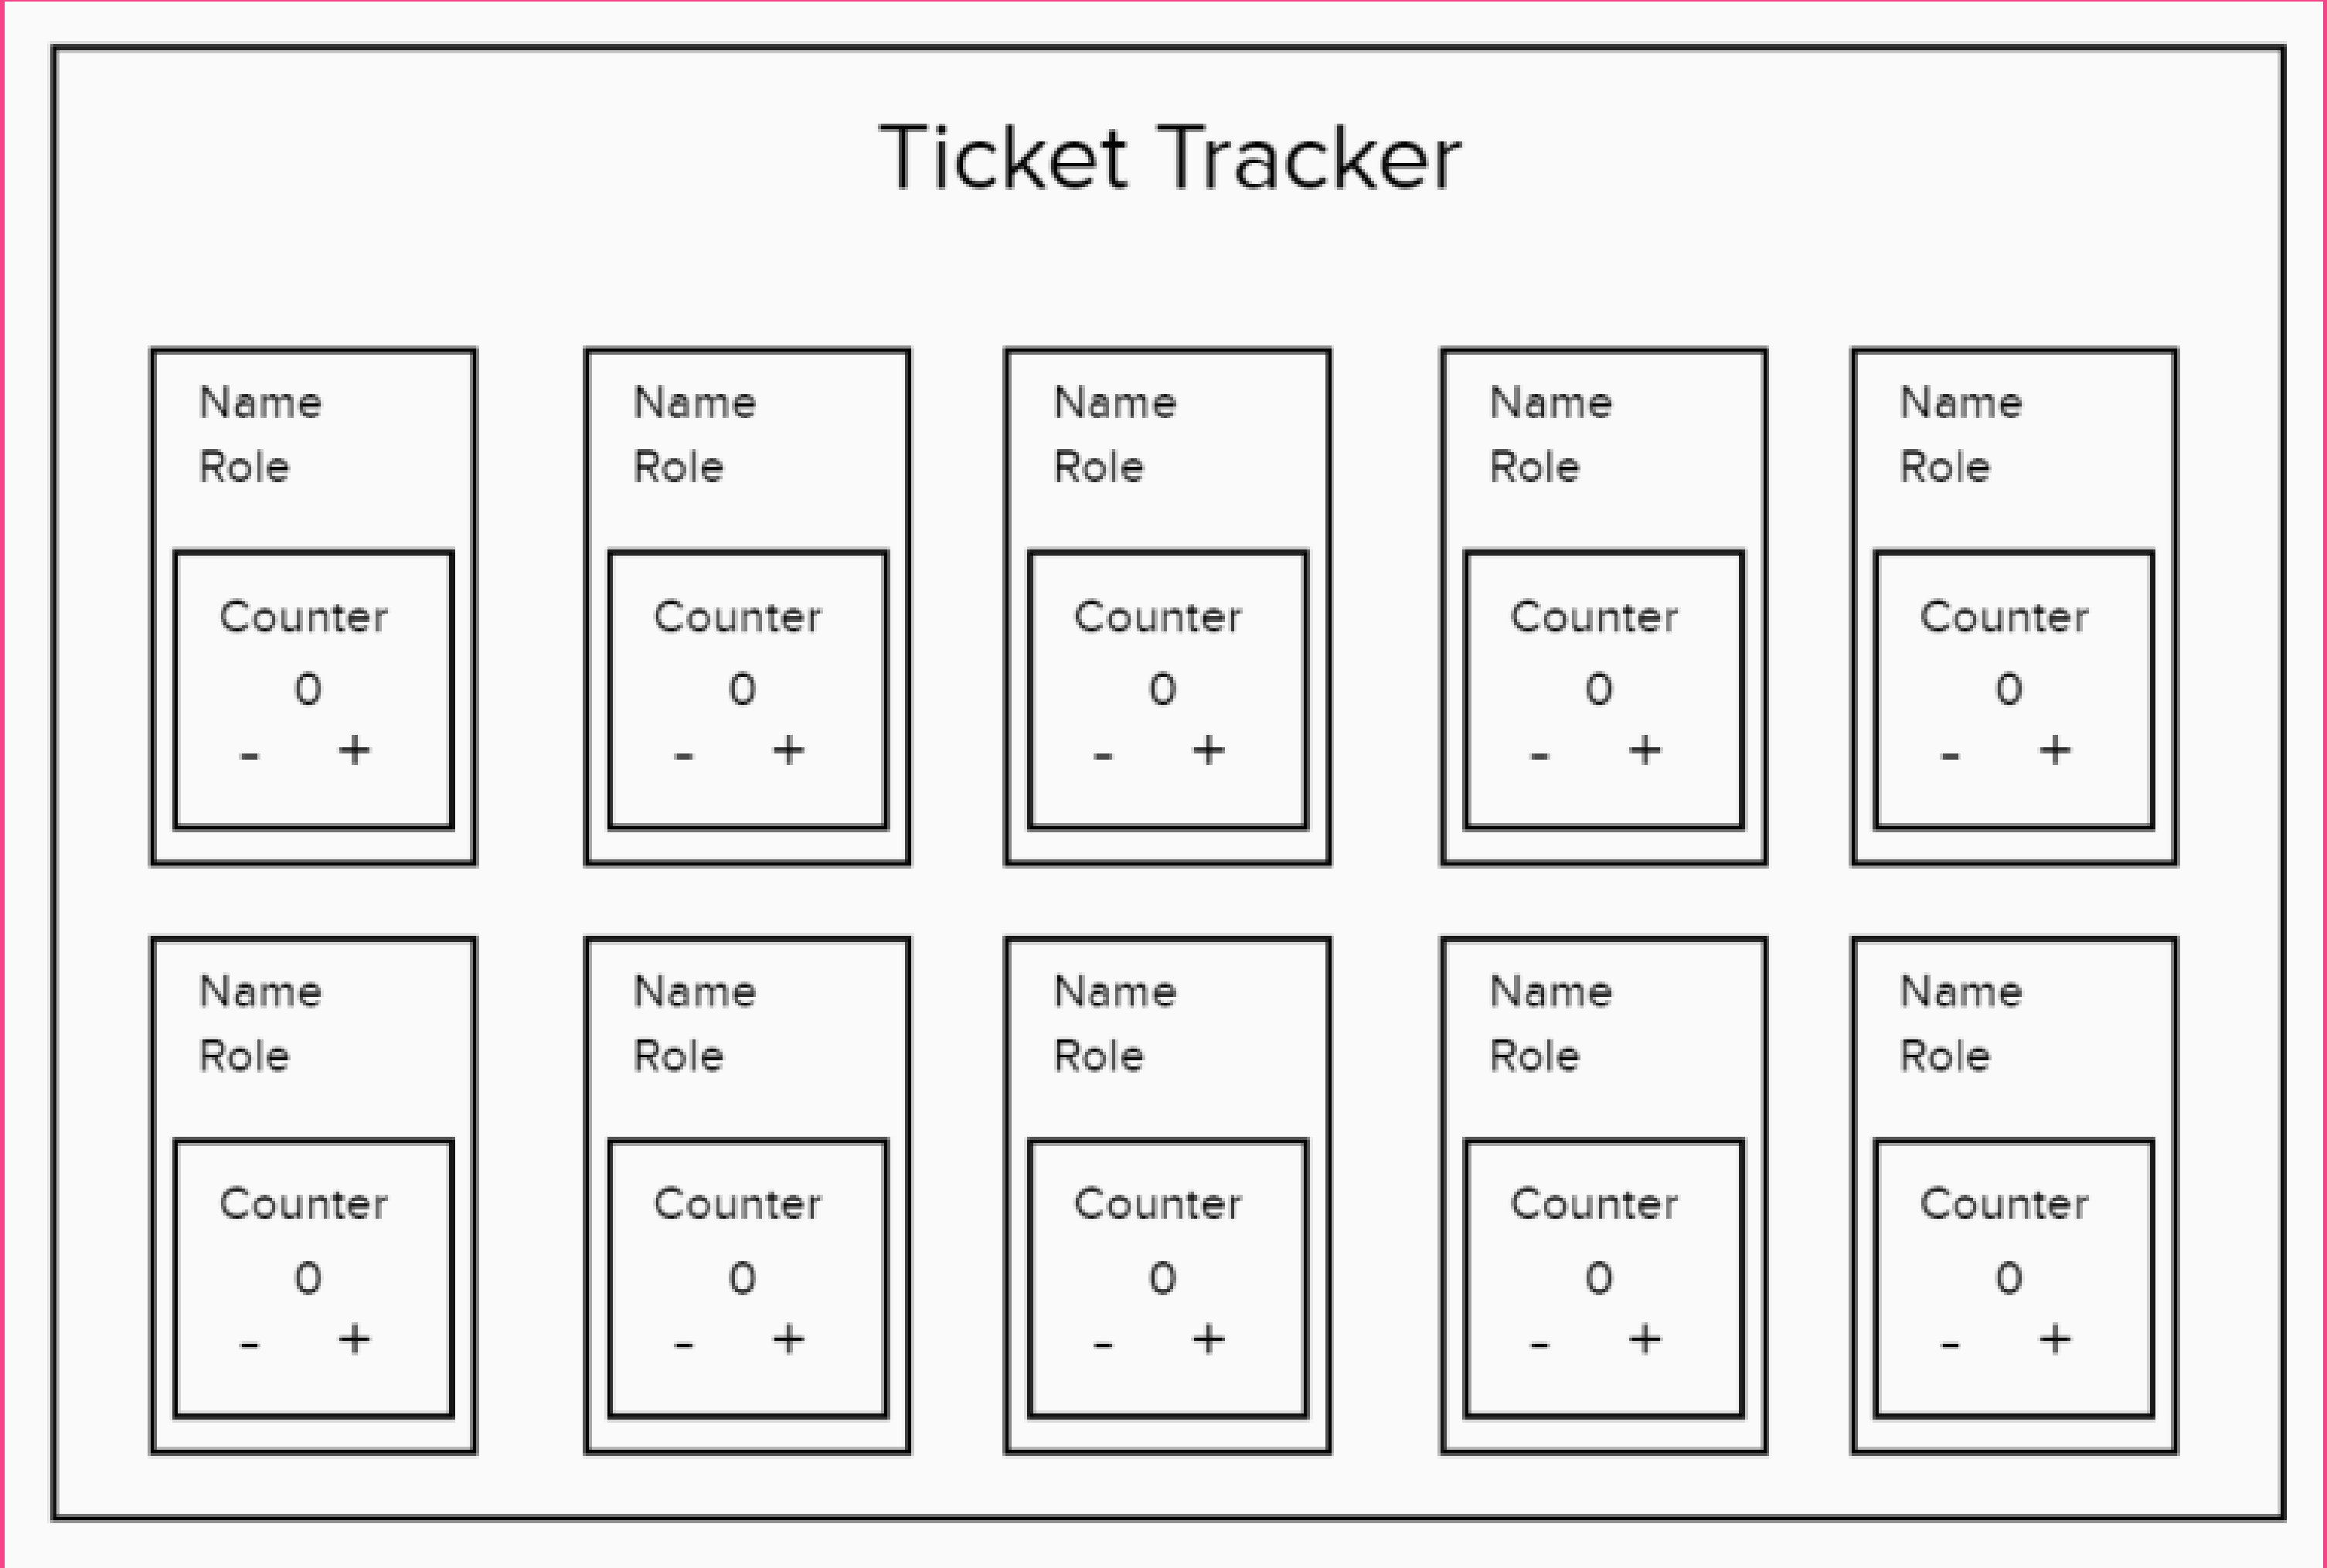 Ticket Tracker
Name
Role
Counter
0
- +
Name
Role
Counter
0
- +
Name
Role
Counter
0
- +
Name
Role
Counter
0
- +
Name
Role
Counter
0
- +
Name
Role
Counter
0
- +
Name
Role
Counter
0
- +
Name
Role
Counter
0
- +
Name
Role
Counter
0
- +
Name
Role
Counter
0
- +